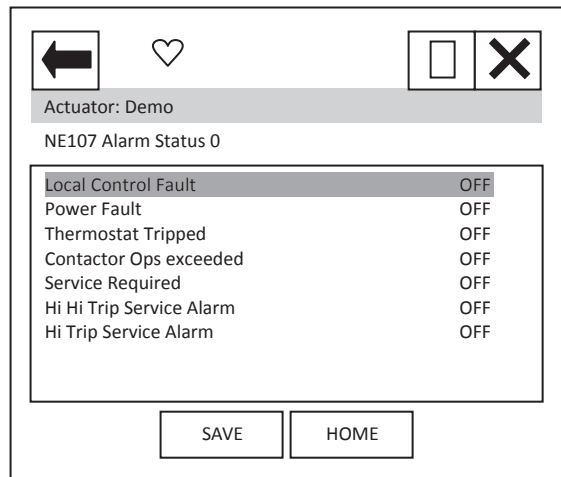 Actuator: Demo
NE107 Alarm Status 0
Local Control Fault OFF
Power Fault OFF
Thermostat Tripped OFF
Contactor Ops exceeded OFF
Service Required OFF
Hi Hi Trip Service Alarm OFF
Hi Trip Service Alarm OFF
SAVE HOME